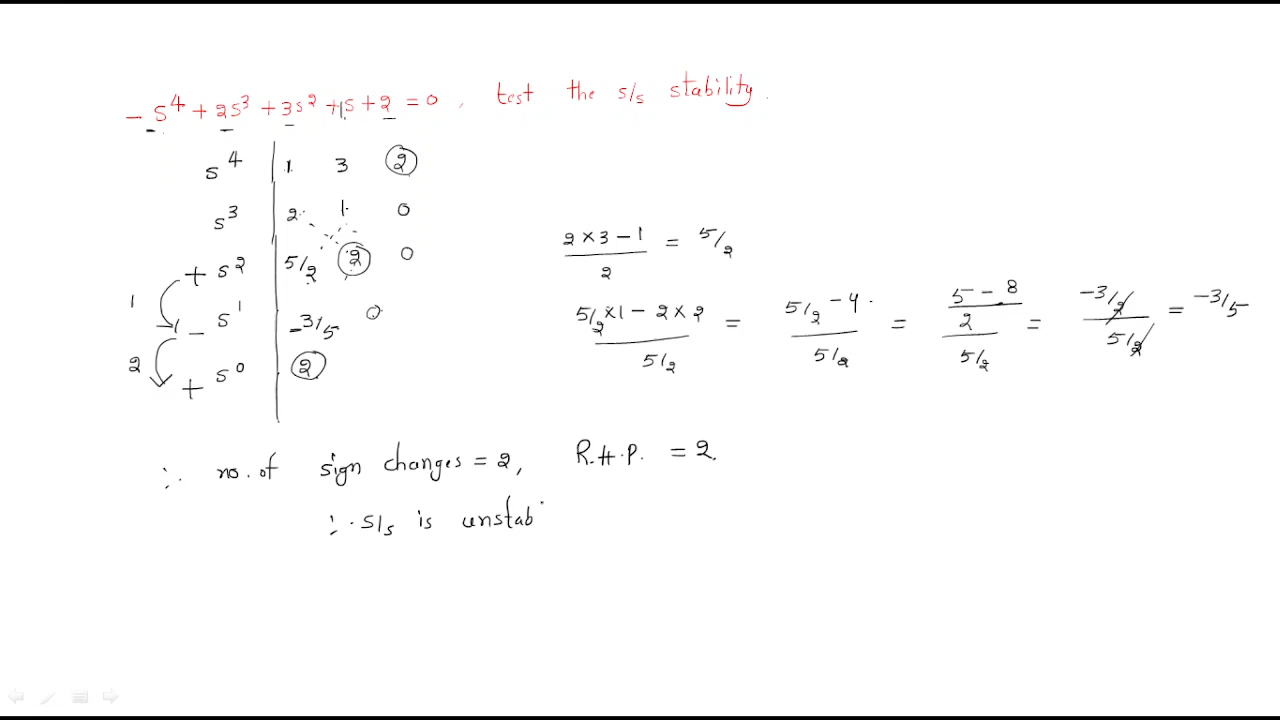 - s⁴ + 2s³ + 3s² + 1s + 2 = 0 , test the s/s stability.
s⁴ | 1 3 2
s³ | 2 1 0
+ s² | 5/2 2 0
1 - s¹ | -3/5 0
2 + s⁰ | 2
2×3-1/2 = 5/2
5/2×1-2×2/5/2 = 5/2-4/5/2 = 5-8/2/5/2 = -3/2/5/2 = -3/5
∴ no. of sign changes = 2, R.H.P. = 2.
∴ s/s is unstab